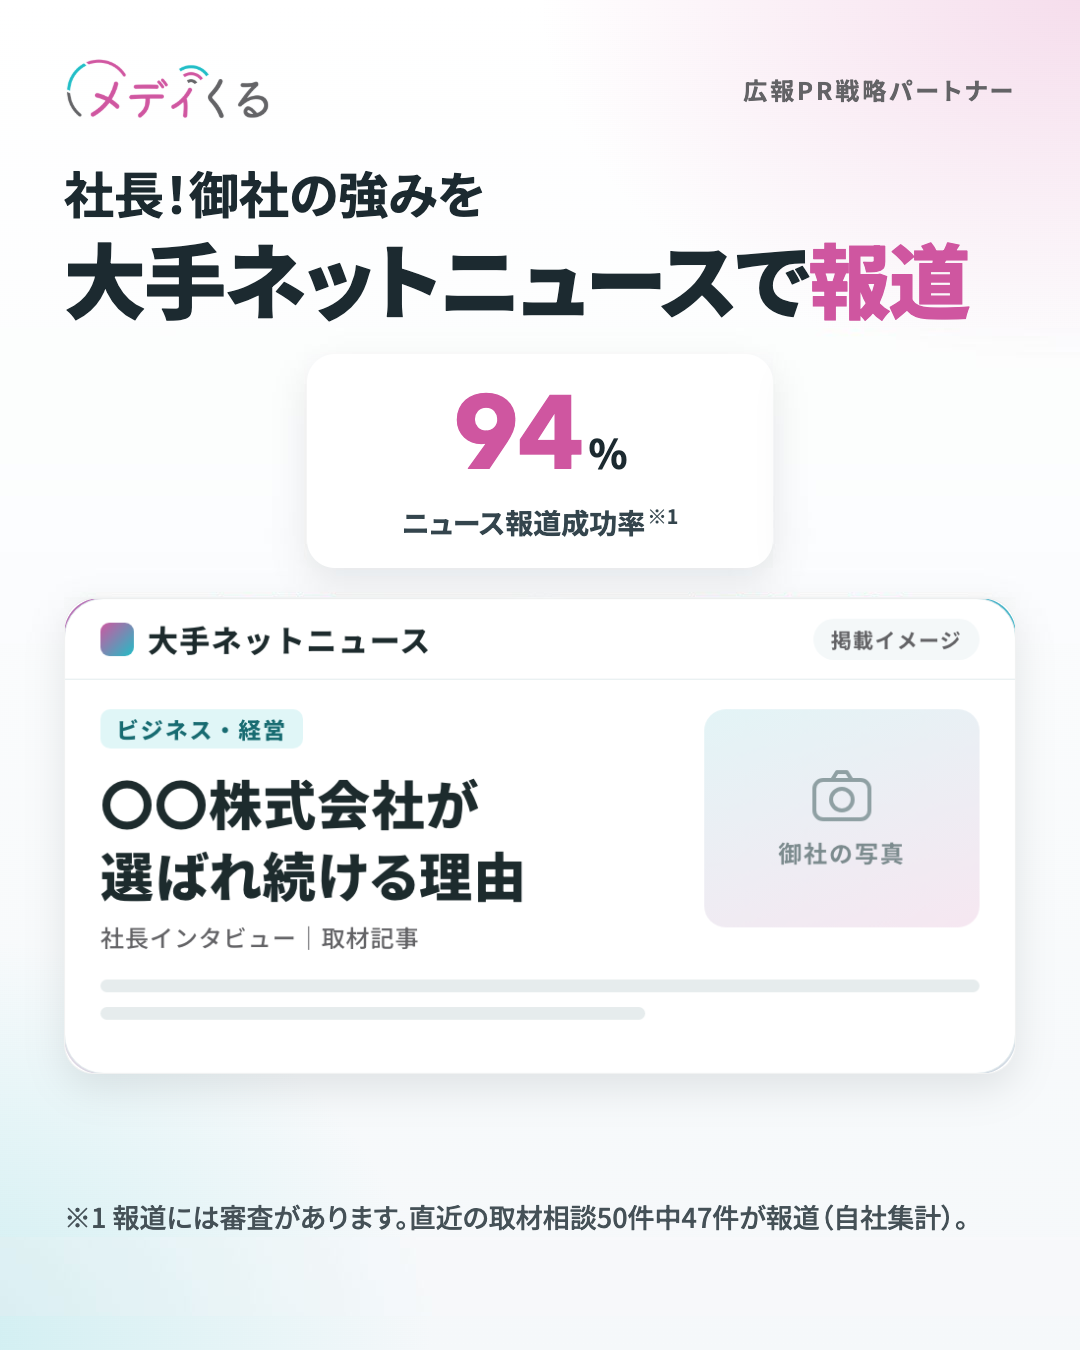 メディくる
広報PR戦略パートナー
社長！御社の強みを
大手ネットニュースで報道
94%
ニュース報道成功率※1
大手ネットニュース
掲載イメージ
ビジネス・経営
〇〇株式会社が
選ばれ続ける理由
御社の写真
社長インタビュー｜取材記事
※1 報道には審査があります。直近の取材相談50件中47件が報道（自社集計）。